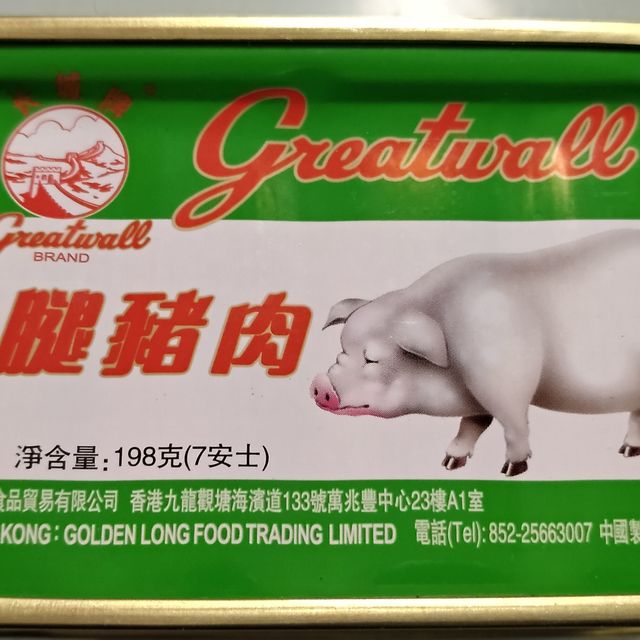 Greatwall
Greatwall
BRAND
腿豬肉
淨含量: 198克(7安士)
食品貿易有限公司 香港九龍觀塘海濱道133號萬兆豐中心23樓A1室
KONG: GOLDEN LONG FOOD TRADING LIMITED 電話(Tel): 852-25663007 中國製